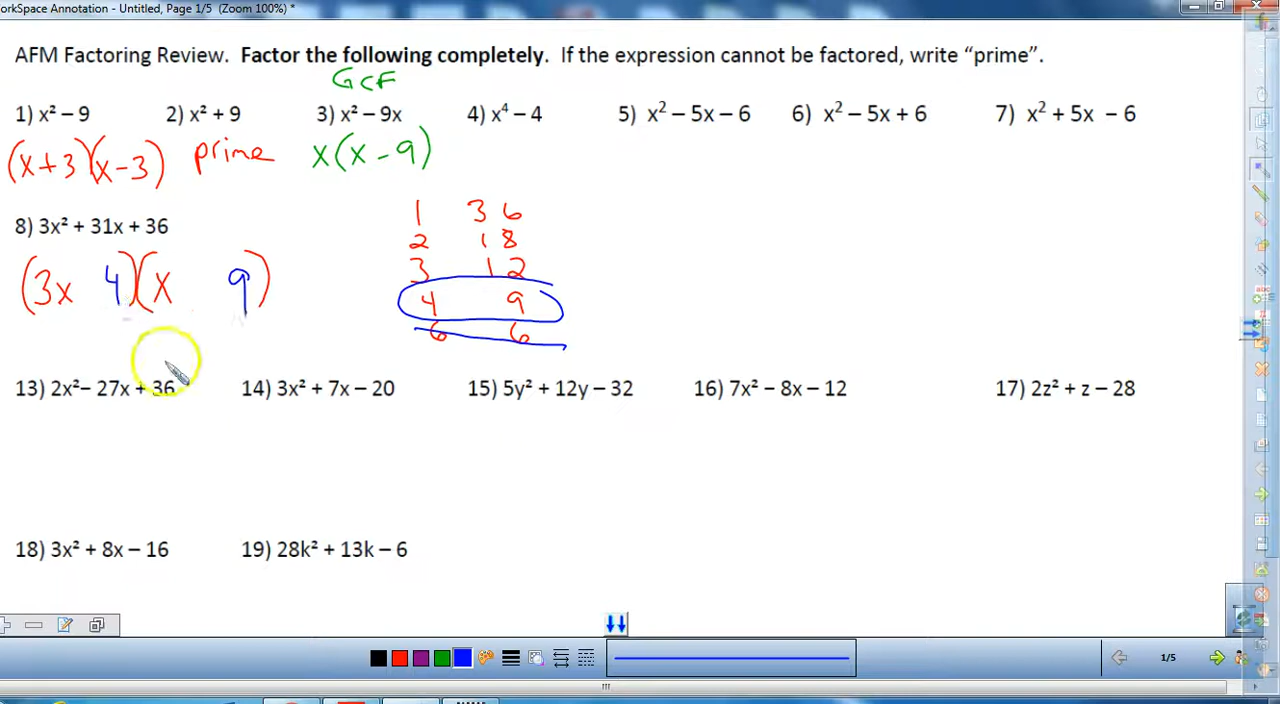 orkSpace Annotation - Untitled, Page 1/5 (Zoom 100%) *
AFM Factoring Review. Factor the following completely. If the expression cannot be factored, write “prime”.
GCF
1) x² – 9 2) x² + 9 3) x² – 9x 4) x⁴ – 4 5) x² – 5x – 6 6) x² – 5x + 6 7) x² + 5x – 6
(x+3)(x-3) prime x(x-9)
8) 3x² + 31x + 36
1 36
2 18
3 12
4 9
6 6
(3x 4)(x 9)
13) 2x²– 27x + 36 14) 3x² + 7x – 20 15) 5y² + 12y – 32 16) 7x² – 8x – 12 17) 2z² + z – 28
18) 3x² + 8x – 16 19) 28k² + 13k – 6
1/5